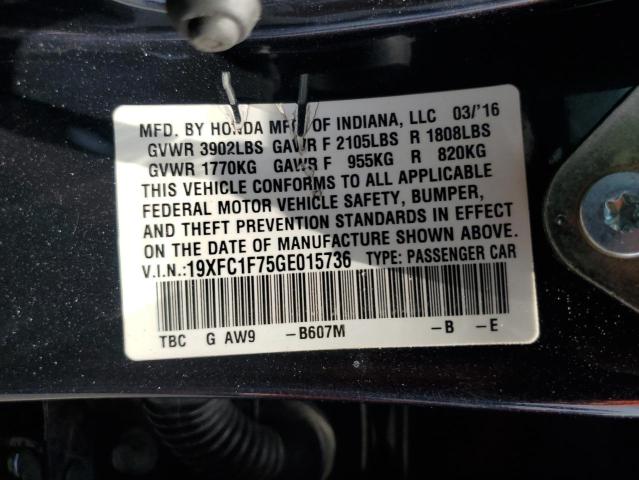 MFD. BY HONDA MFG OF INDIANA, LLC 03/'16
GVWR 3902LBS GAWR F 2105LBS R 1808LBS
GVWR 1770KG GAWR F 955KG R 820KG
THIS VEHICLE CONFORMS TO ALL APPLICABLE
FEDERAL MOTOR VEHICLE SAFETY, BUMPER,
AND THEFT PREVENTION STANDARDS IN EFFECT
ON THE DATE OF MANUFACTURE SHOWN ABOVE.
V.I.N.:19XFC1F75GE015736 TYPE: PASSENGER CAR
TBC G AW9 -B607M -B -E